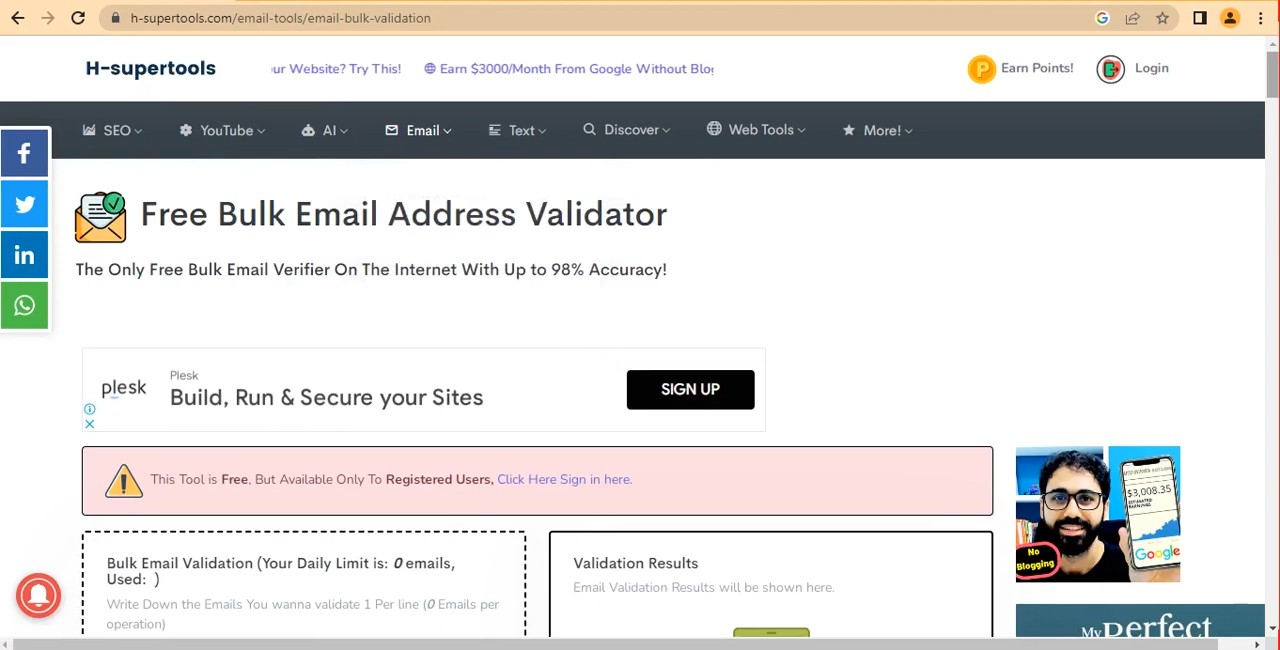 h-supertools.com/email-tools/email-bulk-validation
H-supertools
ur Website? Try This!
Earn $3000/Month From Google Without Blog
Earn Points!
Login
SEO
YouTube
AI
Email
Text
Discover
Web Tools
More!
Free Bulk Email Address Validator
The Only Free Bulk Email Verifier On The Internet With Up to 98% Accuracy!
plesk
Plesk
Build, Run & Secure your Sites
SIGN UP
This Tool is Free, But Available Only To Registered Users, Click Here Sign in here.
$3,008.35
ESTIMATED
EARNINGS
Google
No
Blogging
Bulk Email Validation (Your Daily Limit is: 0 emails,
Used: )
Write Down the Emails You wanna validate 1 Per line (0 Emails per
operation)
Validation Results
Email Validation Results will be shown here.
My Perfect